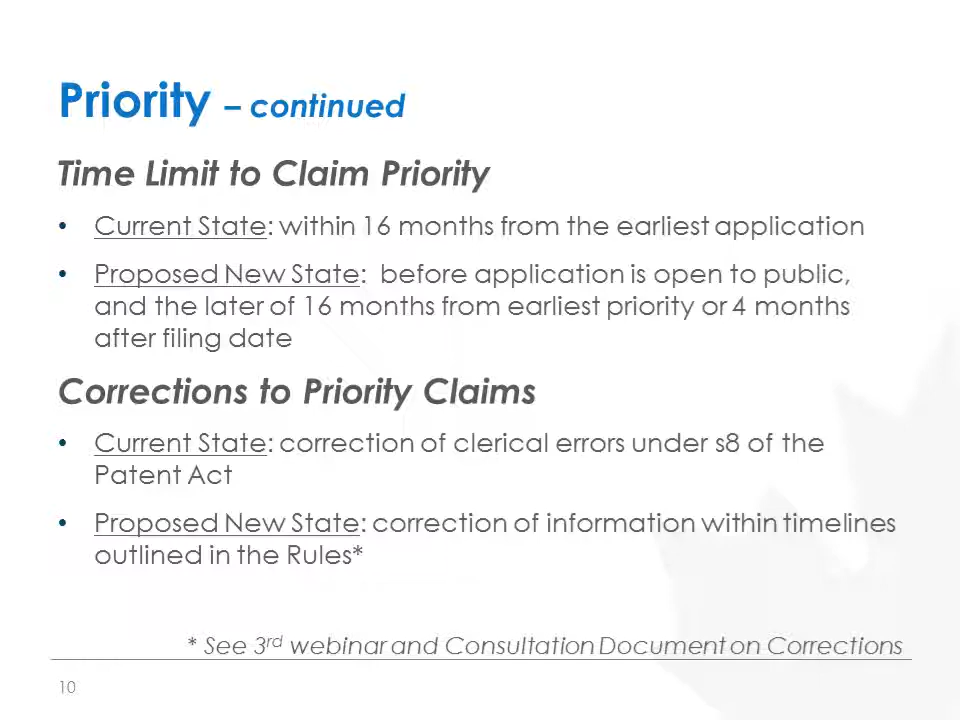 Priority – continued
Time Limit to Claim Priority
• Current State: within 16 months from the earliest application
• Proposed New State: before application is open to public,
and the later of 16 months from earliest priority or 4 months
after filing date
Corrections to Priority Claims
• Current State: correction of clerical errors under s8 of the
Patent Act
• Proposed New State: correction of information within timelines
outlined in the Rules*
* See 3rd webinar and Consultation Document on Corrections
10